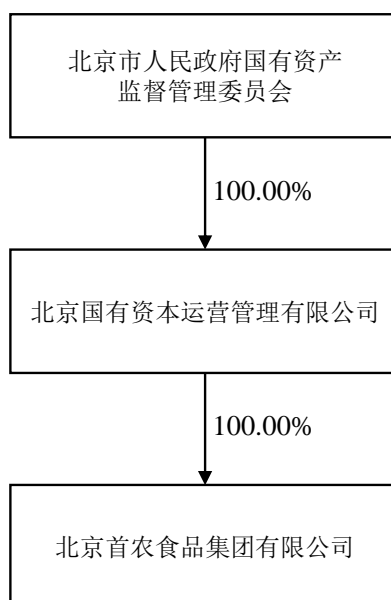 北京市人民政府国有资产
监督管理委员会
100.00%
北京国有资本运营管理有限公司
100.00%
北京首农食品集团有限公司